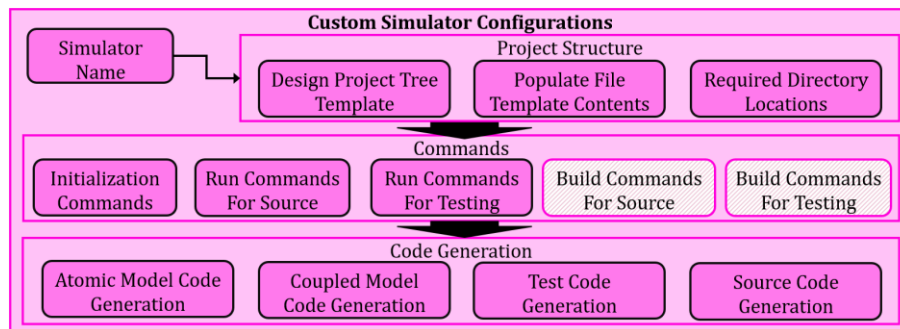 Custom Simulator Configurations
Simulator
Name
Project Structure
Design Project Tree
Template
Populate File
Template Contents
Required Directory
Locations
Commands
Initialization
Commands
Run Commands
For Source
Run Commands
For Testing
Build Commands
For Source
Build Commands
For Testing
Code Generation
Atomic Model Code
Generation
Coupled Model
Code Generation
Test Code
Generation
Source Code
Generation